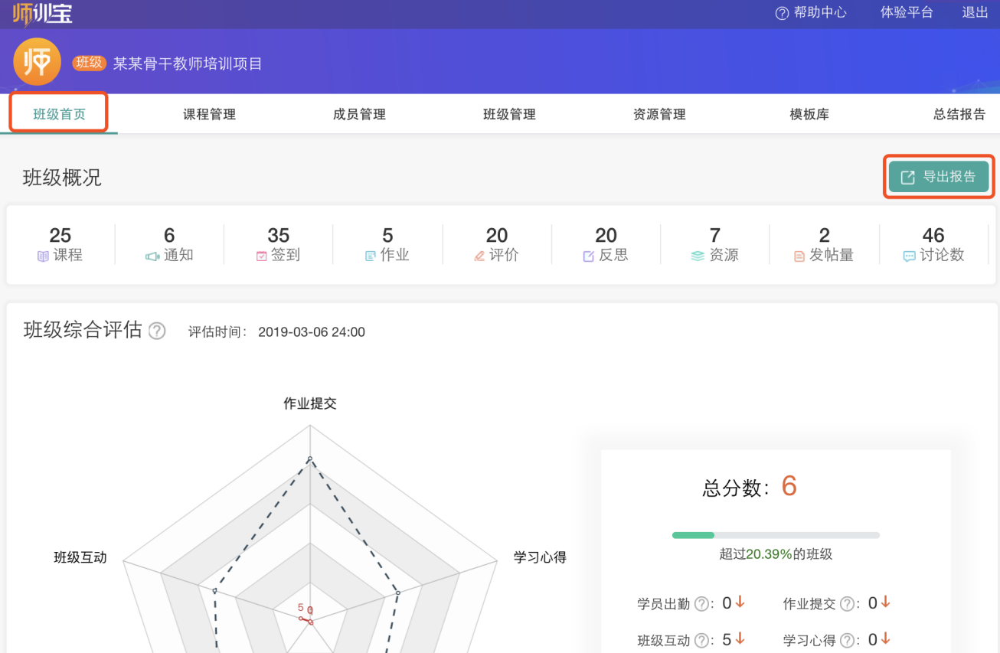 师训宝
帮助中心 体验平台 退出
师 班级 某某骨干教师培训项目
班级首页 课程管理 成员管理 班级管理 资源管理 模板库 总结报告
班级概况 导出报告
25 6 35 5 20 20 7 2 46
课程 通知 签到 作业 评价 反思 资源 发帖量 讨论数
班级综合评估 ? 评估时间： 2019-03-06 24:00
作业提交
总分数：6
班级互动 学习心得
超过20.39%的班级
学员出勤?：0↓ 作业提交?：0↓
5 0
班级互动?：5↓ 学习心得?：0↓